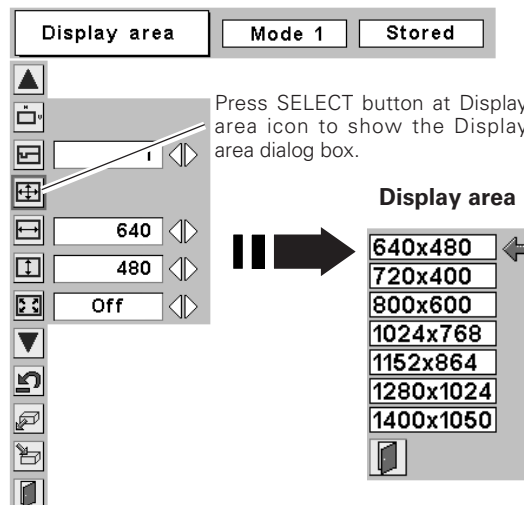 Display area
Mode 1
Stored
Press SELECT button at Display
area icon to show the Display
area dialog box.
1
Display area
640
480
Off
640x480
720x400
800x600
1024x768
1152x864
1280x1024
1400x1050